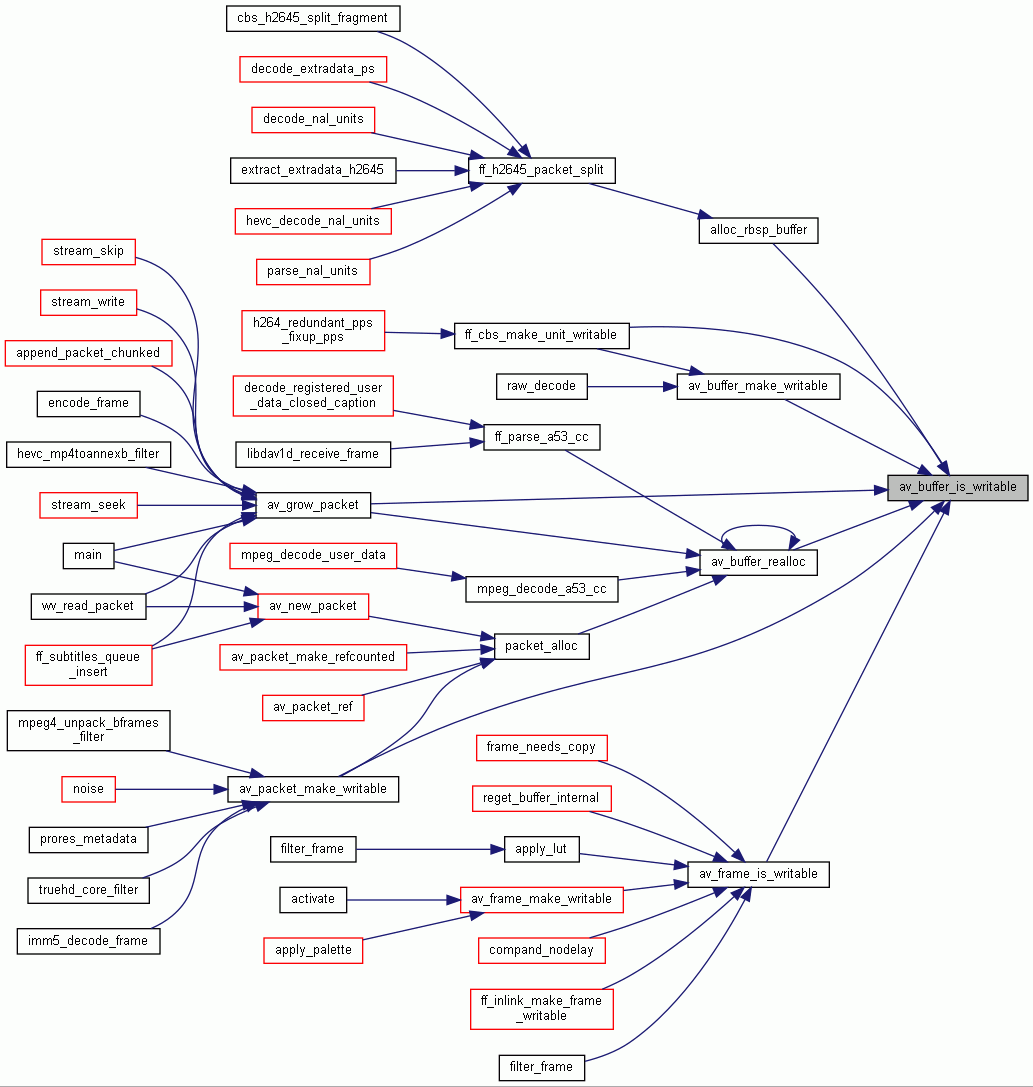 cbs_h2645_split_fragment
decode_extradata_ps
decode_nal_units
extract_extradata_h2645
ff_h2645_packet_split
hevc_decode_nal_units
alloc_rbsp_buffer
stream_skip
parse_nal_units
stream_write
h264_redundant_pps
_fixup_pps
ff_cbs_make_unit_writable
append_packet_chunked
decode_registered_user
_data_closed_caption
raw_decode
av_buffer_make_writable
encode_frame
ff_parse_a53_cc
hevc_mp4toannexb_filter
libdav1d_receive_frame
av_buffer_is_writable
stream_seek
av_grow_packet
main
mpeg_decode_user_data
av_buffer_realloc
mpeg_decode_a53_cc
wv_read_packet
av_new_packet
packet_alloc
ff_subtitles_queue
_insert
av_packet_make_refcounted
av_packet_ref
mpeg4_unpack_bframes
_filter
frame_needs_copy
noise
av_packet_make_writable
reget_buffer_internal
prores_metadata
filter_frame
apply_lut
truehd_core_filter
av_frame_is_writable
activate
av_frame_make_writable
imm5_decode_frame
apply_palette
compand_nodelay
ff_inlink_make_frame
_writable
filter_frame